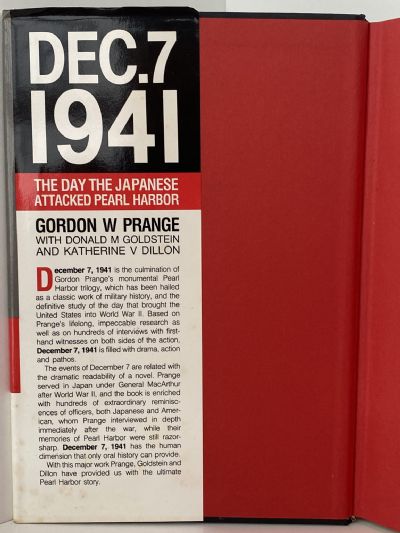 DEC.7
1941
THE DAY THE JAPANESE
ATTACKED PEARL HARBOR
GORDON W PRANGE
WITH DONALD M GOLDSTEIN
AND KATHERINE V DILLON
December 7, 1941 is the culmination of
Gordon Prange's monumental Pearl
Harbor trilogy, which has been hailed
as a classic work of military history, and the
definitive study of the day that brought the
United States into World War II. Based on
Prange's lifelong, impeccable research as
well as on hundreds of interviews with first-
hand witnesses on both sides of the action,
December 7, 1941 is filled with drama, action
and pathos.
The events of December 7 are related with
the dramatic readability of a novel. Prange
served in Japan under General MacArthur
after World War II, and the book is enriched
with hundreds of extraordinary reminisc-
ences of officers, both Japanese and Amer-
ican, whom Prange interviewed in depth
immediately after the war, while their
memories of Pearl Harbor were still razor-
sharp. December 7, 1941 has the human
dimension that only oral history can provide.
With this major work Prange, Goldstein and
Dillon have provided us with the ultimate
Pearl Harbor story.